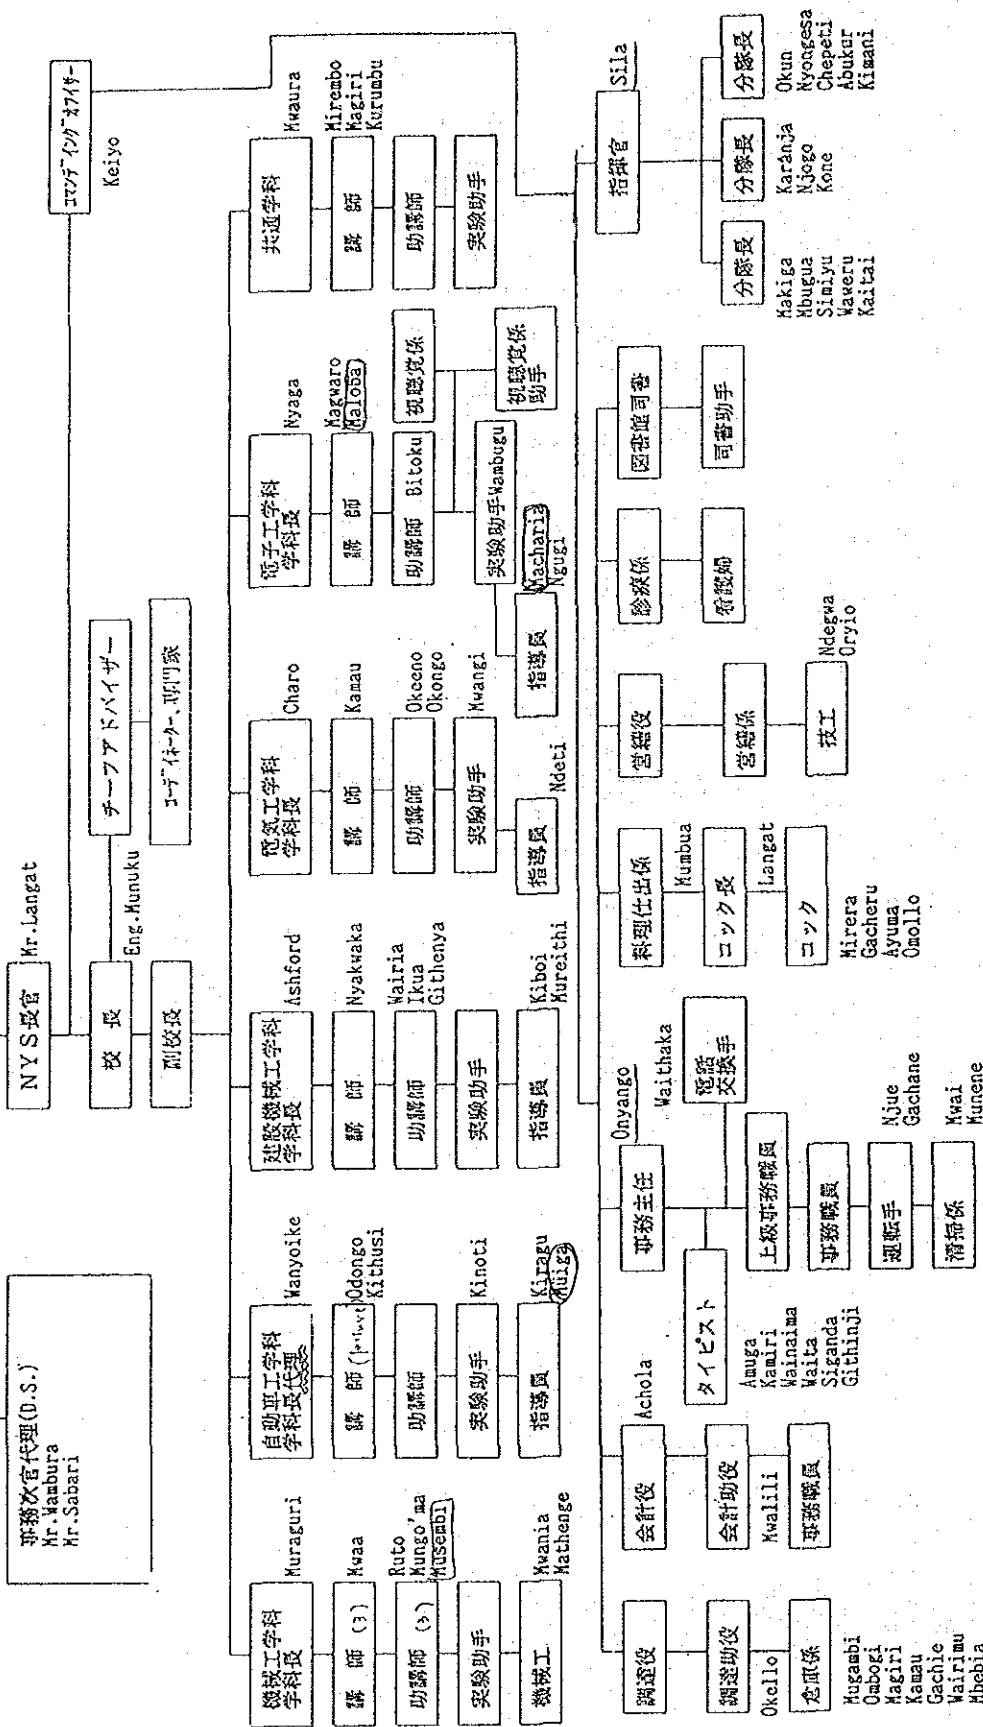 事務次官代理(D.S.)
Mr.Wambura
Mr.Sabari
NYS長官
Mr.Langat
校 長
Eng.Munuku
副校長
チーフアドバイザー
コーディネーター、専門家
コマンディングオフィサー
Keiyo
機械工学科
学科長
Muraguri
講 師 (3)
Mwaa
助講師 (3)
Ruto
Mungo'ma
Musembi
実験助手
機械工
Mwania
Mathenge
自動車工学科
学科長代理
Wanyoike
講 師
Odongo
Kithusi
助講師
実験助手
Kinoti
指導員
Kiragu
Muiga
建設機械工学科
学科長
Ashford
講 師
Nyakwaka
助講師
Wairia
Ikua
Githenya
実験助手
指導員
Kiboi
Mureithi
電気工学科
学科長
Charo
講 師
Kamau
助講師
Okeeno
Okongo
実験助手
Mwangi
指導員
Ndeti
電子工学科
学科長
Nyaga
講 師
Magwaro
Maloba
助講師 Bitoku
視聴覚係
実験助手Wambugu
視聴覚係
助手
指導員
Macharia
Ngugi
共通学科
Mwaura
講 師
Mirembo
Magiri
Kurumbu
助講師
実験助手
調達役
調達助役
Okello
倉庫係
Mugambi
Ombogi
Magiri
Kamau
Gachie
Wairimu
Mbebia
会計役
Achola
会計助役
Mwalili
事務職員
事務主任
Onyango
Waithaka
タイピスト
Amuga
Kamiri
Wainaima
Waita
Siganda
Githinji
電話
交換手
上級事務職員
事務職員
運転手
Njue
Gachane
清掃係
Mwai
Munene
料理仕出係
Mumbua
コック長
Langat
コック
Mirera
Gacheru
Ayuma
Omollo
営繕役
営繕係
技工
Ndegwa
Oryio
診療係
看護婦
図書館司書
司書助手
指揮官
Sila
分隊長
Makiga
Mbugua
Simiyu
Waweru
Kaitai
分隊長
Karanja
Njogo
Kone
分隊長
Okun
Nyongesa
Chepeti
Abukur
Kimani